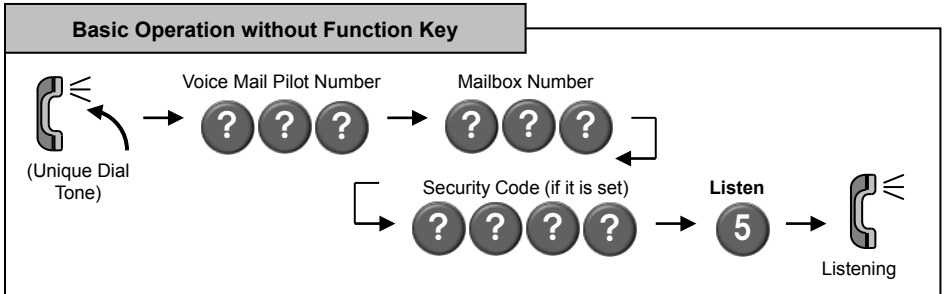 Basic Operation without Function Key
Voice Mail Pilot Number
Mailbox Number
? ? ?
? ? ?
(Unique Dial
Tone)
Security Code (if it is set)
Listen
? ? ? ?
5
Listening